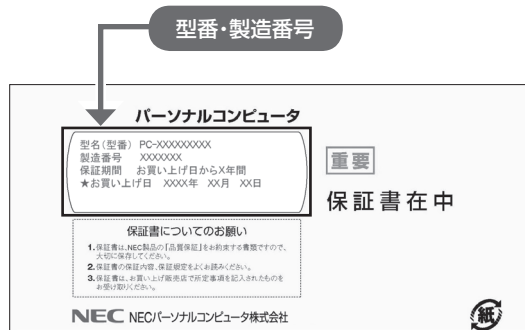 型番・製造番号
パーソナルコンピュータ
型名(型番) PC-XXXXXXXXX
製造番号 XXXXXXX
保証期間 お買い上げ日からX年間
★お買い上げ日 XXXX年 XX月 XX日
重要
保証書在中
保証書についてのお願い
1.保証書は、NEC製品の「品質保証」をお約束する書類ですので、
大切に保存してください。
2.保証書の保証内容、保証規定をよくお読みください。
3.保証書は、お買い上げ販売店で所定事項を記入されたものを
お受け取りください。
NEC NECパーソナルコンピュータ株式会社
紙